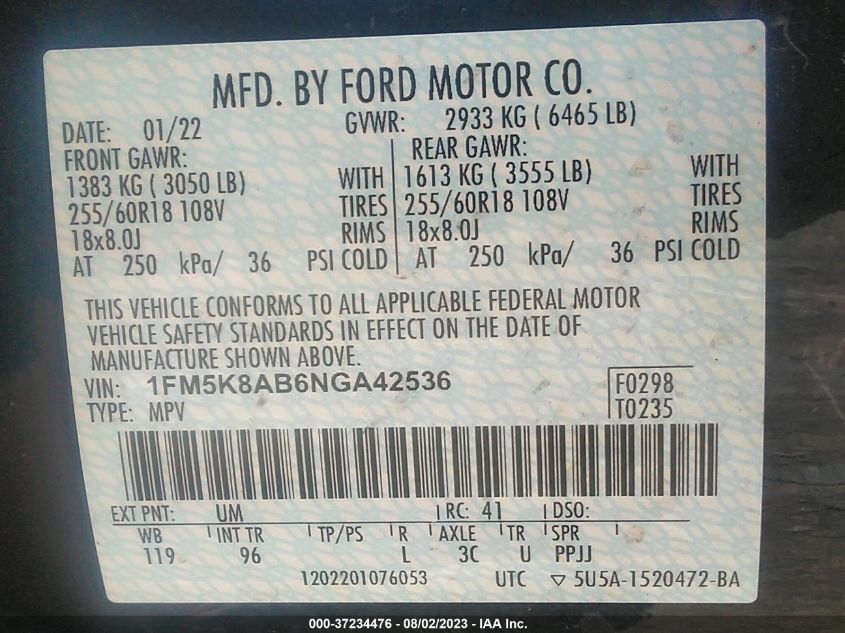 MFD. BY FORD MOTOR CO.
DATE: 01/22 GVWR: 2933 KG ( 6465 LB)
FRONT GAWR: REAR GAWR:
1383 KG ( 3050 LB) WITH 1613 KG ( 3555 LB) WITH
255/60R18 108V TIRES 255/60R18 108V TIRES
18x8.0J RIMS 18x8.0J RIMS
AT 250 kPa/ 36 PSI COLD AT 250 kPa/ 36 PSI COLD
THIS VEHICLE CONFORMS TO ALL APPLICABLE FEDERAL MOTOR
VEHICLE SAFETY STANDARDS IN EFFECT ON THE DATE OF
MANUFACTURE SHOWN ABOVE.
VIN: 1FM5K8AB6NGA42536 F0298
TYPE: MPV T0235
EXT PNT: UM RC: 41 DSO:
WB INT TR TP/PS R AXLE TR SPR
119 96 L 3C U PPJJ
1202201076053 UTC ▽ 5U5A-1520472-BA
000-37234476 - 08/02/2023 - IAA Inc.